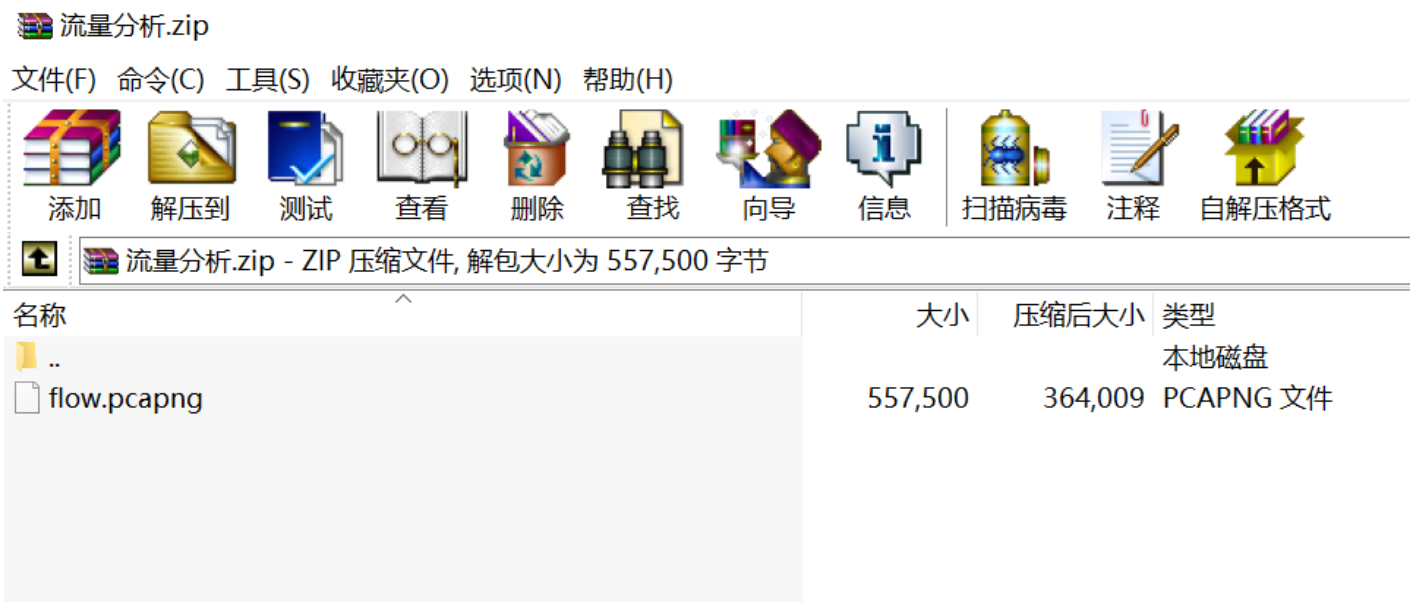 流量分析.zip
文件(F) 命令(C) 工具(S) 收藏夹(O) 选项(N) 帮助(H)
添加 解压到 测试 查看 删除 查找 向导 信息 扫描病毒 注释 自解压格式
流量分析.zip - ZIP 压缩文件, 解包大小为 557,500 字节
名称 大小 压缩后大小 类型
.. 本地磁盘
flow.pcapng 557,500 364,009 PCAPNG 文件